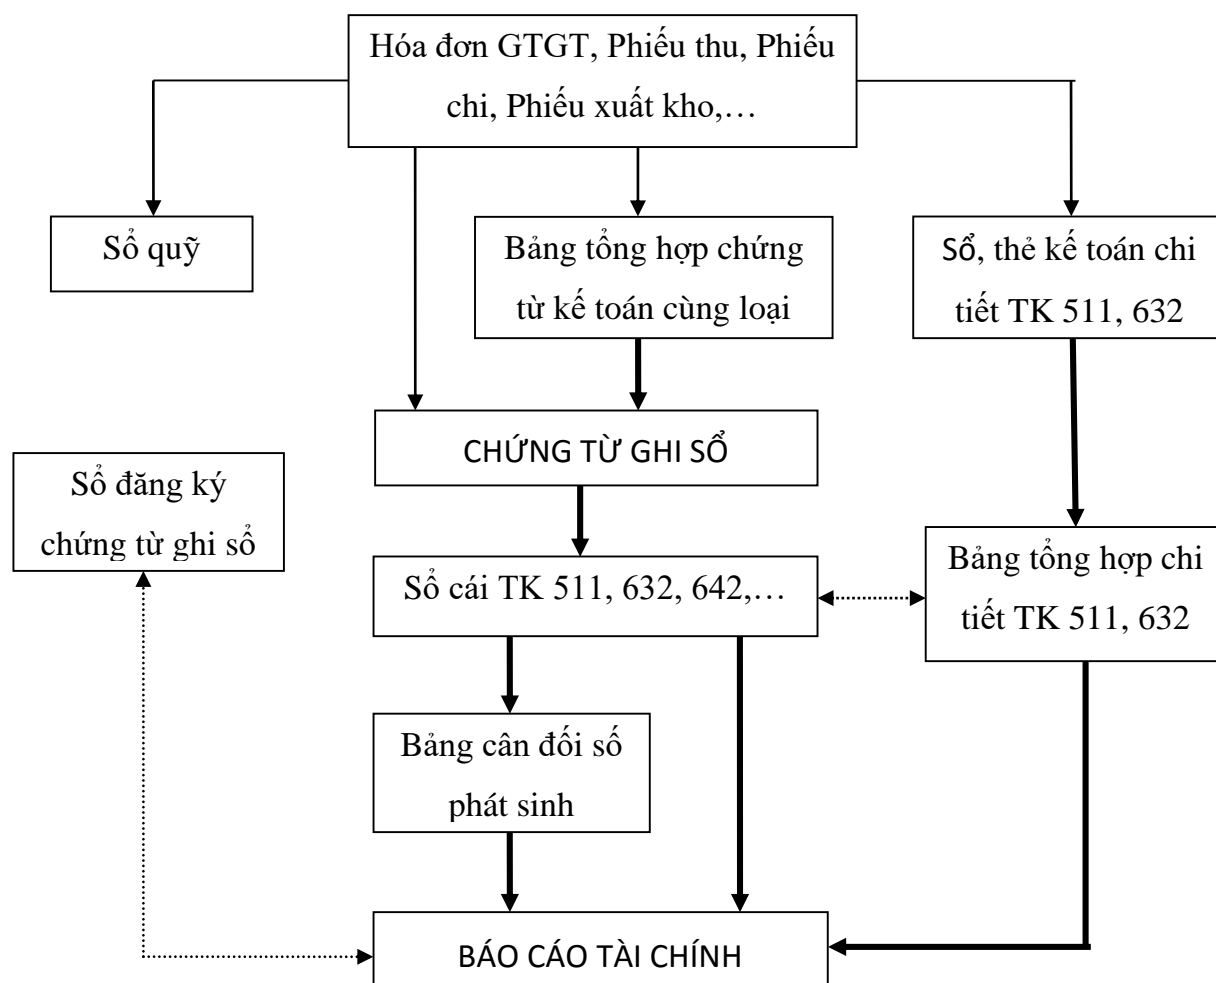 Hóa đơn GTGT, Phiếu thu, Phiếu
chi, Phiếu xuất kho,…
Sổ quỹ
Bảng tổng hợp chứng
từ kế toán cùng loại
Sổ, thẻ kế toán chi
tiết TK 511, 632
CHỨNG TỪ GHI SỔ
Sổ đăng ký
chứng từ ghi sổ
Sổ cái TK 511, 632, 642,…
Bảng tổng hợp chi
tiết TK 511, 632
Bảng cân đối số
phát sinh
BÁO CÁO TÀI CHÍNH